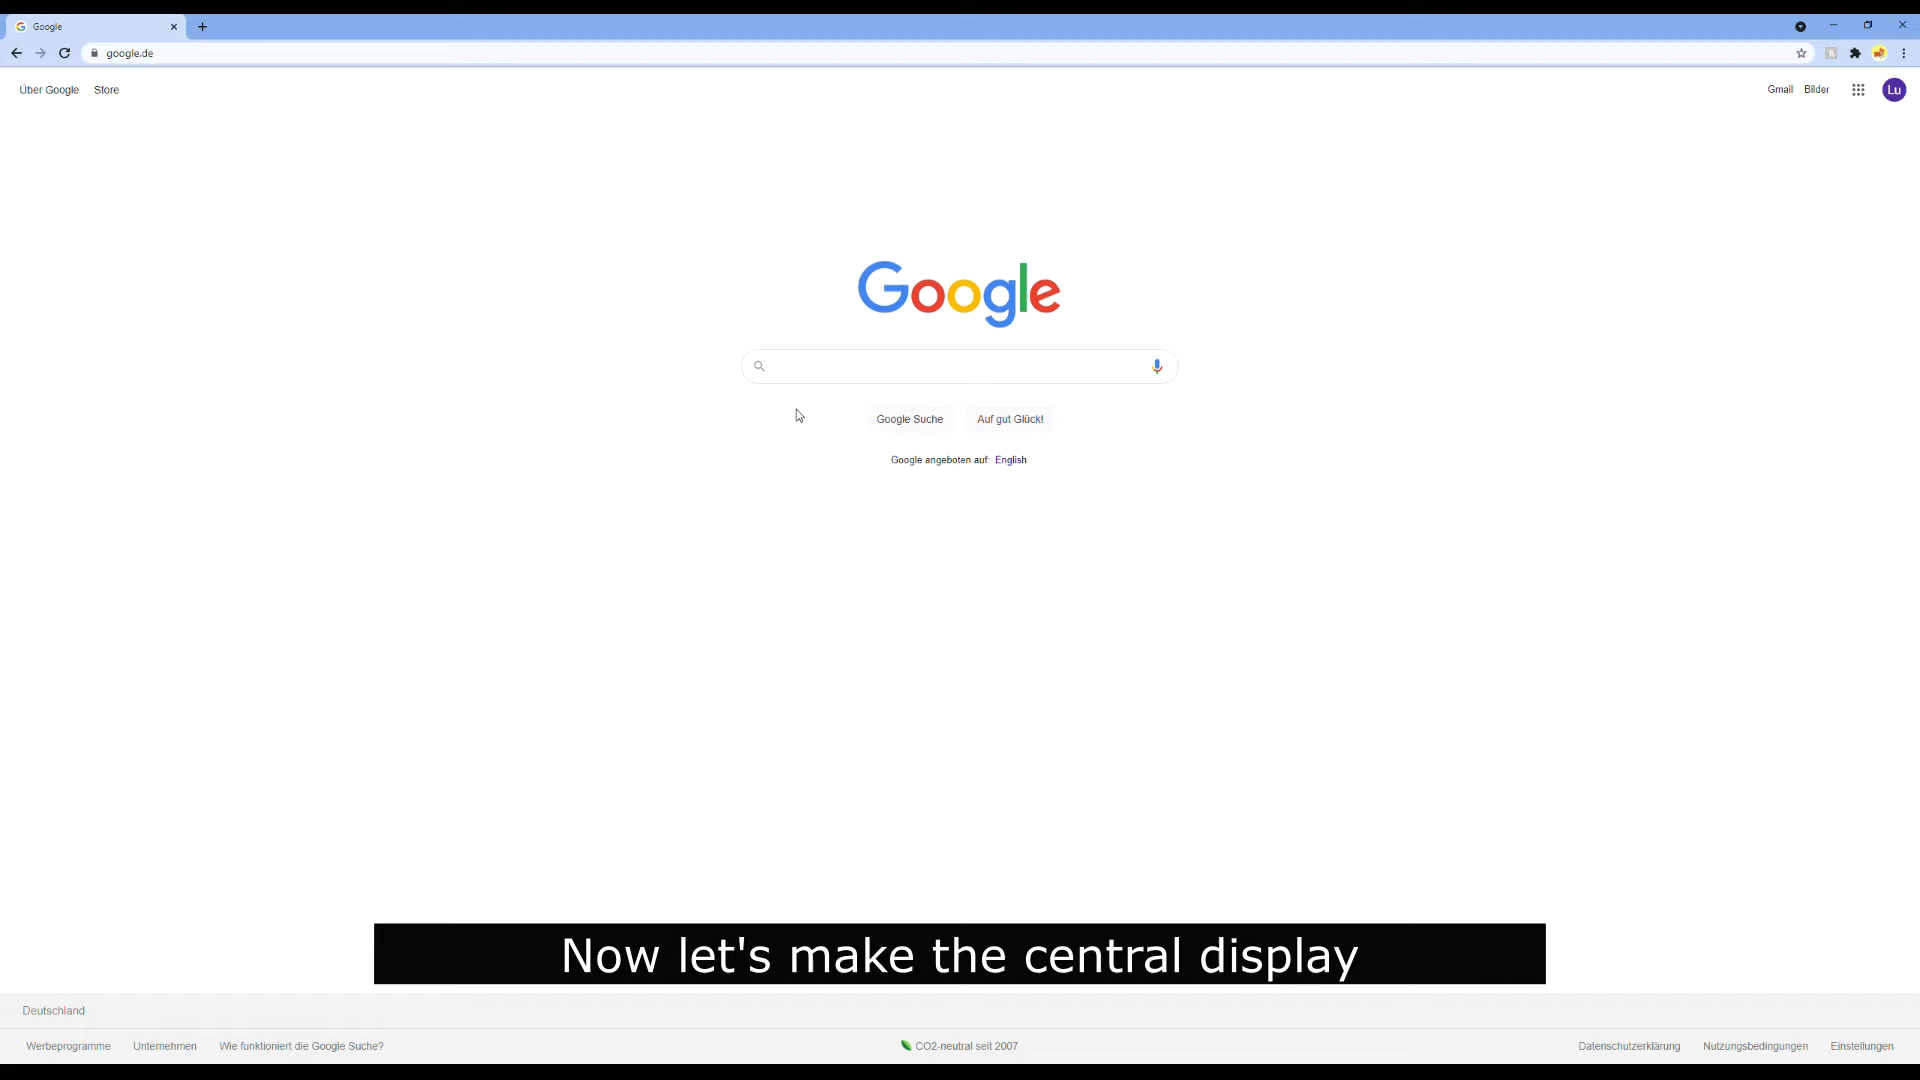 Google
google.de
Über Google Store
Gmail Bilder Lu
Google
Google Suche Auf gut Glück!
Google angeboten auf: English
Now let's make the central display
Deutschland
Werbeprogramme Unternehmen Wie funktioniert die Google Suche? CO2-neutral seit 2007 Datenschutzerklärung Nutzungsbedingungen Einstellungen